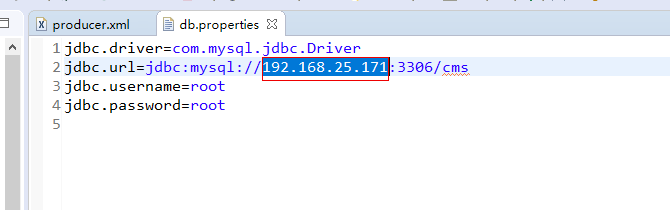 producer.xml db.properties
1 jdbc.driver=com.mysql.jdbc.Driver
2 jdbc.url=jdbc:mysql://192.168.25.171:3306/cms
3 jdbc.username=root
4 jdbc.password=root
5